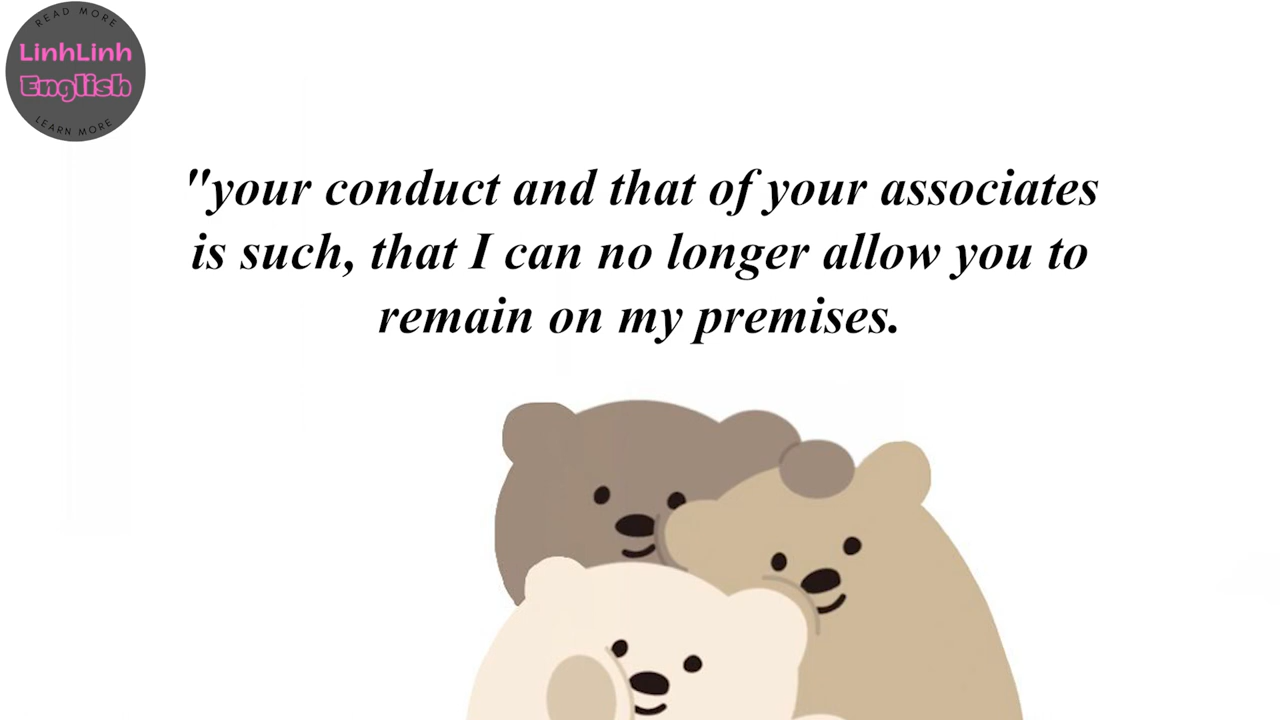 READ MORE
LinhLinh
English
LEARN MORE
"your conduct and that of your associates
is such, that I can no longer allow you to
remain on my premises.